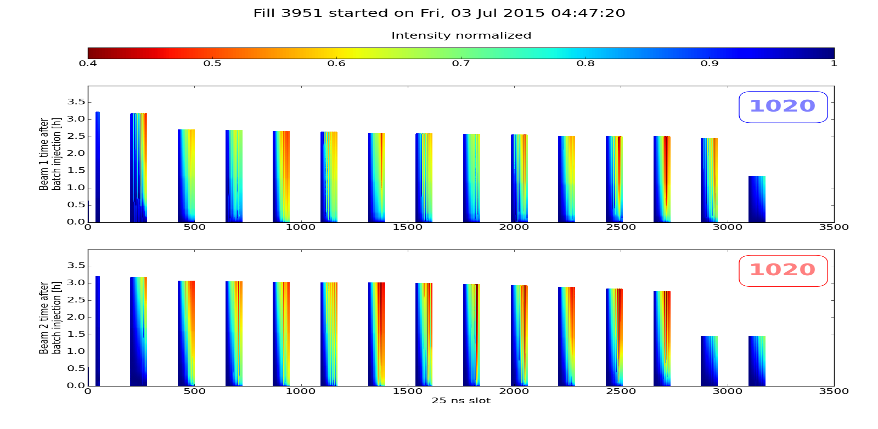 Fill 3951 started on Fri, 03 Jul 2015 04:47:20
Intensity normalized
0.4 0.5 0.6 0.7 0.8 0.9 1
Beam 1 time after
batch injection [h]
3.5
3.0
2.5
2.0
1.5
1.0
0.5
0.0
1020
0 500 1000 1500 2000 2500 3000 3500
Beam 2 time after
batch injection [h]
3.5
3.0
2.5
2.0
1.5
1.0
0.5
0.0
1020
0 500 1000 1500 2000 2500 3000 3500
25 ns slot